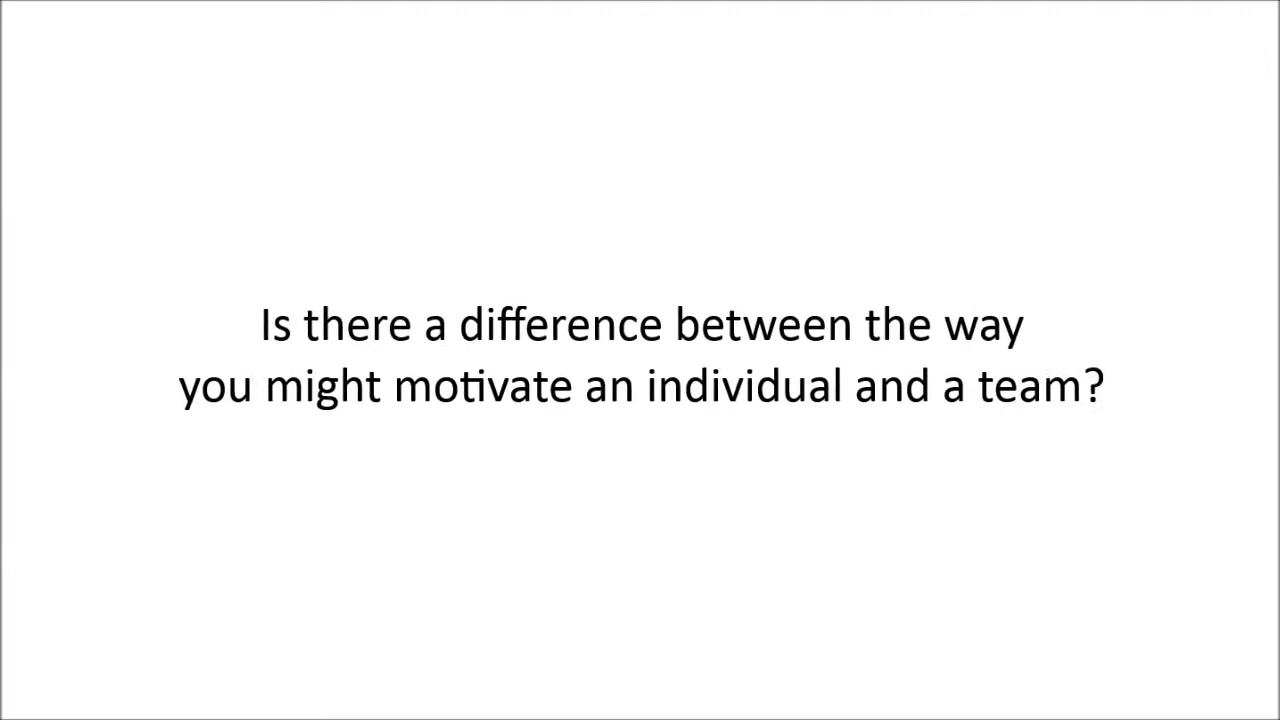 Is there a difference between the way
you might motivate an individual and a team?